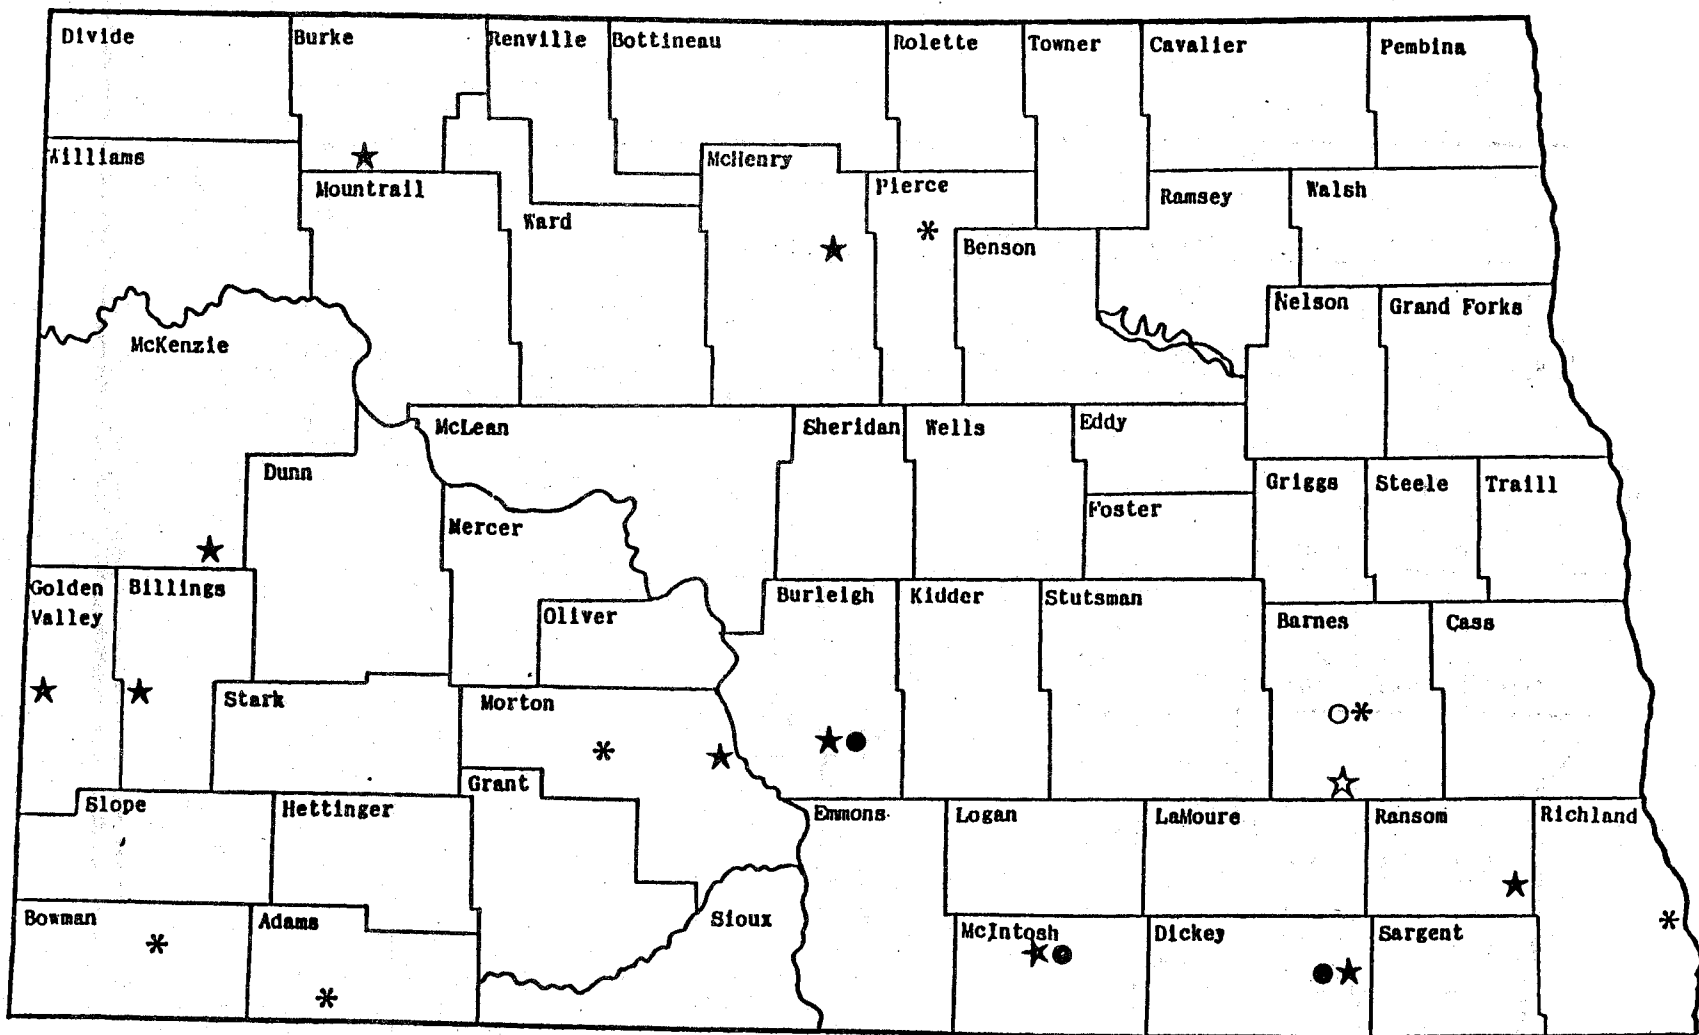 Divide
Burke
Renville
Bottineau
Rolette
Towner
Cavalier
Pembina
Williams
Mountrail
Ward
McHenry
Pierce
Benson
Ramsey
Walsh
Nelson
Grand Forks
McKenzie
Dunn
McLean
Mercer
Sheridan
Wells
Eddy
Foster
Griggs
Steele
Traill
Golden
Valley
Billings
Oliver
Burleigh
Kidder
Stutsman
Barnes
Cass
Stark
Morton
Grant
Slope
Hettinger
Emmons
Logan
LaMoure
Ransom
Richland
Bowman
Adams
Sioux
McIntosh
Dickey
Sargent